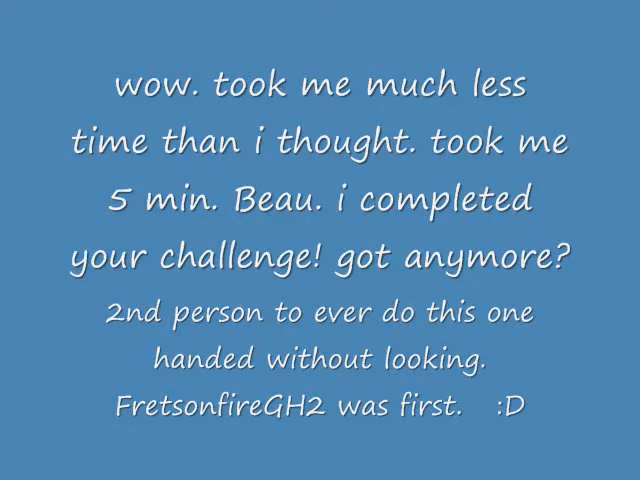 wow. took me much less
time than i thought. took me
5 min. Beau. i completed
your challenge! got anymore?
2nd person to ever do this one
handed without looking.
FretsonfireGH2 was first. :D